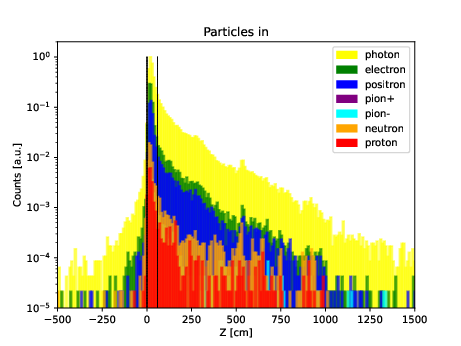 Particles in
Counts [a.u.]
10⁰
10⁻¹
10⁻²
10⁻³
10⁻⁴
10⁻⁵
photon
electron
positron
pion+
pion-
neutron
proton
−500 −250 0 250 500 750 1000 1250 1500
Z [cm]